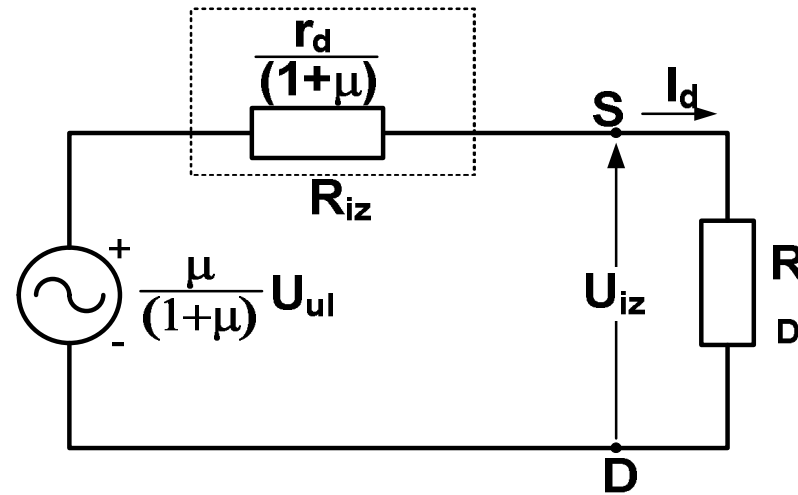 r_d
(1+μ)
R_iz
S
I_d
+
μ
(1+μ)
U_ul
-
U_iz
R
D
D